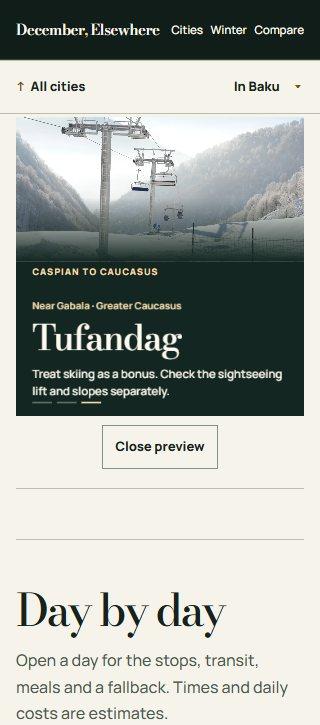 December, Elsewhere Cities Winter Compare
↑ All cities In Baku
CASPIAN TO CAUCASUS
Near Gabala · Greater Caucasus
Tufandag
Treat skiing as a bonus. Check the sightseeing
lift and slopes separately.
Close preview
Day by day
Open a day for the stops, transit,
meals and a fallback. Times and daily
costs are estimates.